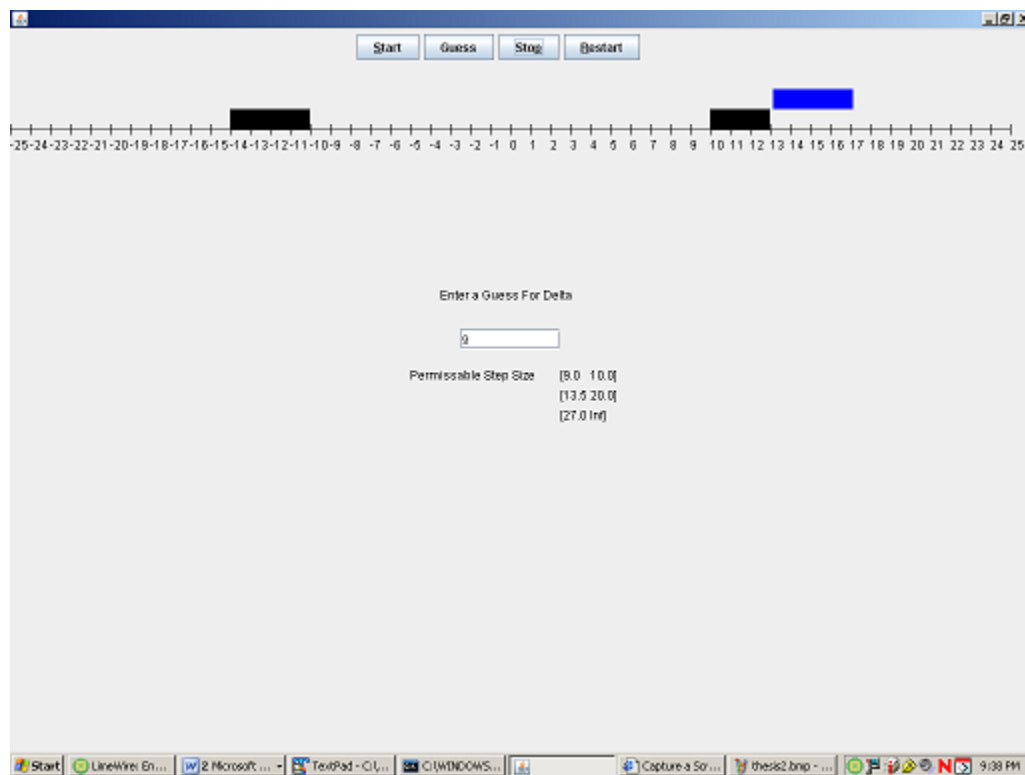 Start Guess Stop Restart
-25-24-23-22-21-20-19-18-17-16-15-14-13-12-11-10-9 -8 -7 -6 -5 -4 -3 -2 -1 0 1 2 3 4 5 6 7 8 9 10 11 12 13 14 15 16 17 18 19 20 21 22 23 24 25
Enter a Guess For Delta
9
Permissable Step Size [9.0 10.0]
[13.5 20.0]
[27.0 Inf]
Start LimeWire: En... 2 Microsoft ... TextPad - C:\... C:\WINDOWS... Capture a Scr... thesis2.bmp - ... 9:38 PM